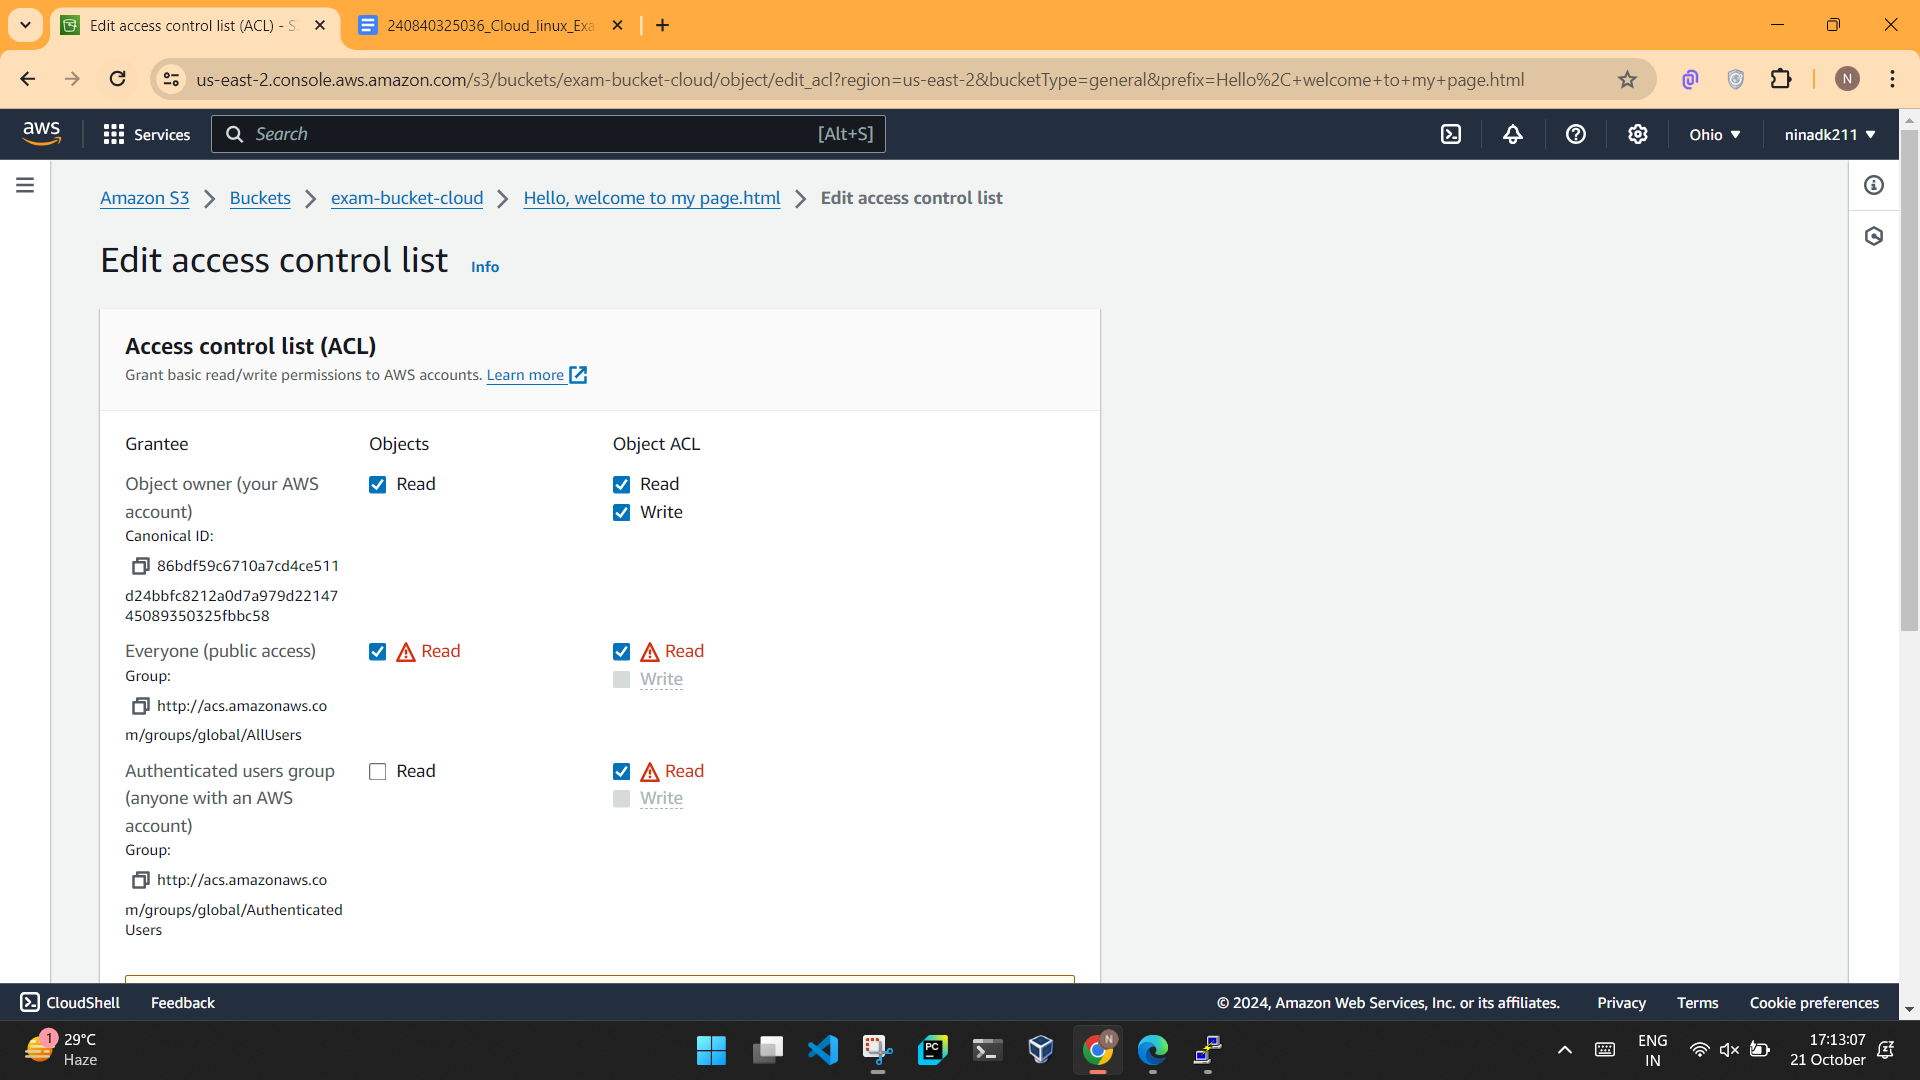 Edit access control list (ACL) - S
240840325036_Cloud_linux_Exa
us-east-2.console.aws.amazon.com/s3/buckets/exam-bucket-cloud/object/edit_acl?region=us-east-2&bucketType=general&prefix=Hello%2C+welcome+to+my+page.html
N
aws
Services
Search
[Alt+S]
Ohio
ninadk211
Amazon S3
Buckets
exam-bucket-cloud
Hello, welcome to my page.html
Edit access control list
Edit access control list
Info
Access control list (ACL)
Grant basic read/write permissions to AWS accounts. Learn more
Grantee
Objects
Object ACL
Object owner (your AWS
account)
Canonical ID:
86bdf59c6710a7cd4ce511
d24bbfc8212a0d7a979d22147
45089350325fbbc58
Read
Read
Write
Everyone (public access)
Group:
http://acs.amazonaws.co
m/groups/global/AllUsers
Read
Read
Write
Authenticated users group
(anyone with an AWS
account)
Group:
http://acs.amazonaws.co
m/groups/global/Authenticated
Users
Read
Read
Write
CloudShell
Feedback
© 2024, Amazon Web Services, Inc. or its affiliates.
Privacy
Terms
Cookie preferences
1
29°C
Haze
PC
N
ENG
IN
17:13:07
21 October